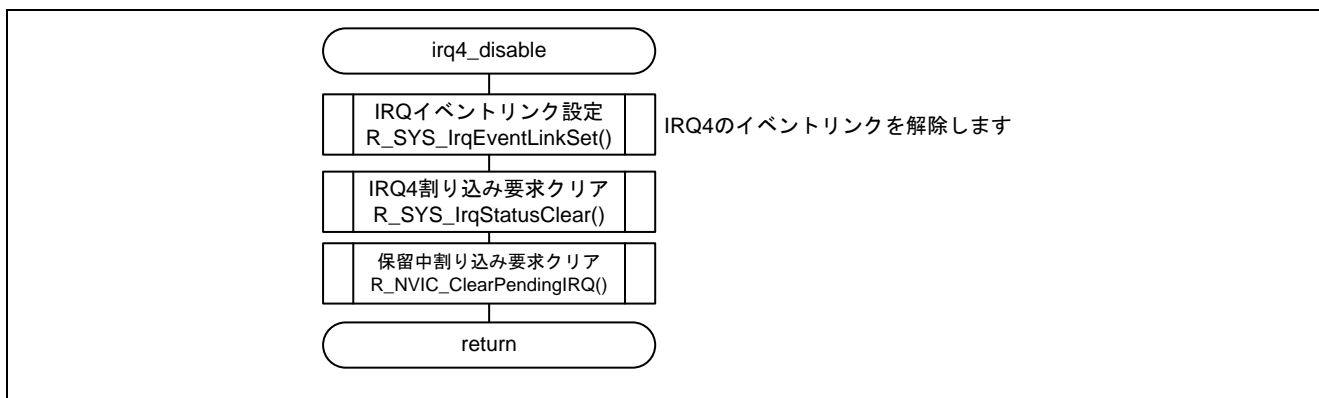 irq4_disable
IRQイベントリンク設定
R_SYS_IrqEventLinkSet()
IRQ4のイベントリンクを解除します
IRQ4割り込み要求クリア
R_SYS_IrqStatusClear()
保留中割り込み要求クリア
R_NVIC_ClearPendingIRQ()
return